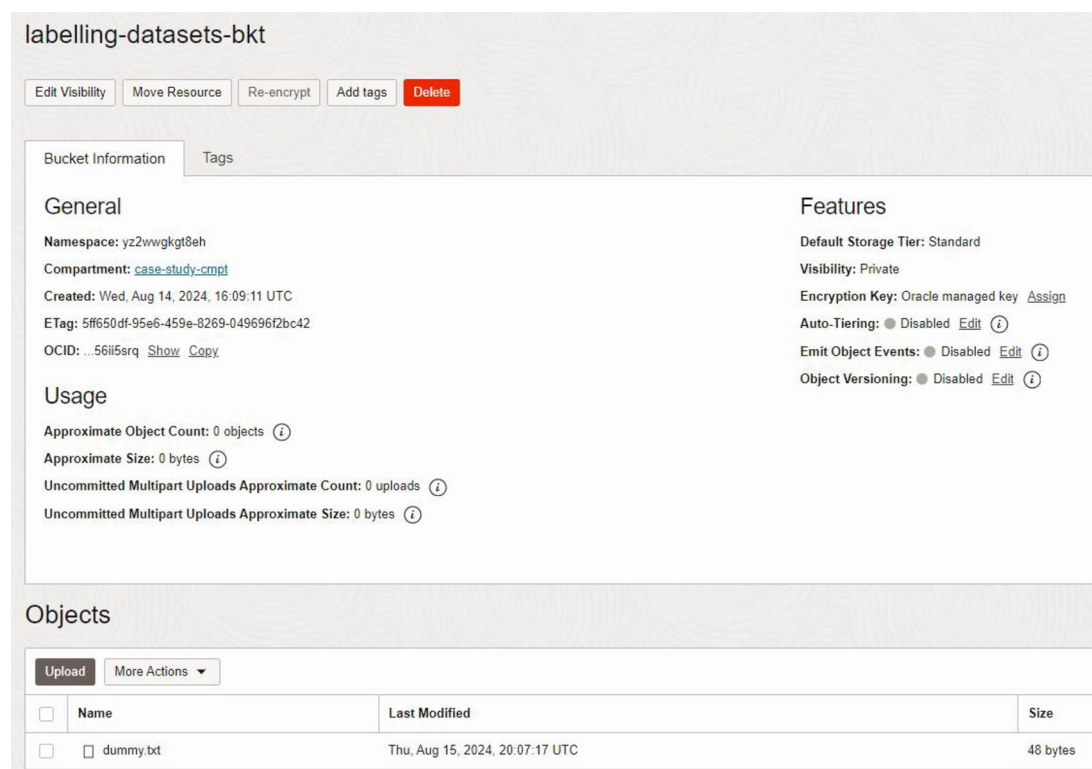 labelling-datasets-bkt
Edit Visibility Move Resource Re-encrypt Add tags Delete
Bucket Information Tags
General
Namespace: yz2wwgkgt8eh
Compartment: case-study-cmpt
Created: Wed, Aug 14, 2024, 16:09:11 UTC
ETag: 5ff650df-95e6-459e-8269-049696f2bc42
OCID: ...56ii5srq Show Copy
Usage
Approximate Object Count: 0 objects i
Approximate Size: 0 bytes i
Uncommitted Multipart Uploads Approximate Count: 0 uploads i
Uncommitted Multipart Uploads Approximate Size: 0 bytes i
Features
Default Storage Tier: Standard
Visibility: Private
Encryption Key: Oracle managed key Assign
Auto-Tiering: Disabled Edit i
Emit Object Events: Disabled Edit i
Object Versioning: Disabled Edit i
Objects
Upload More Actions
Name Last Modified Size
dummy.txt Thu, Aug 15, 2024, 20:07:17 UTC 48 bytes